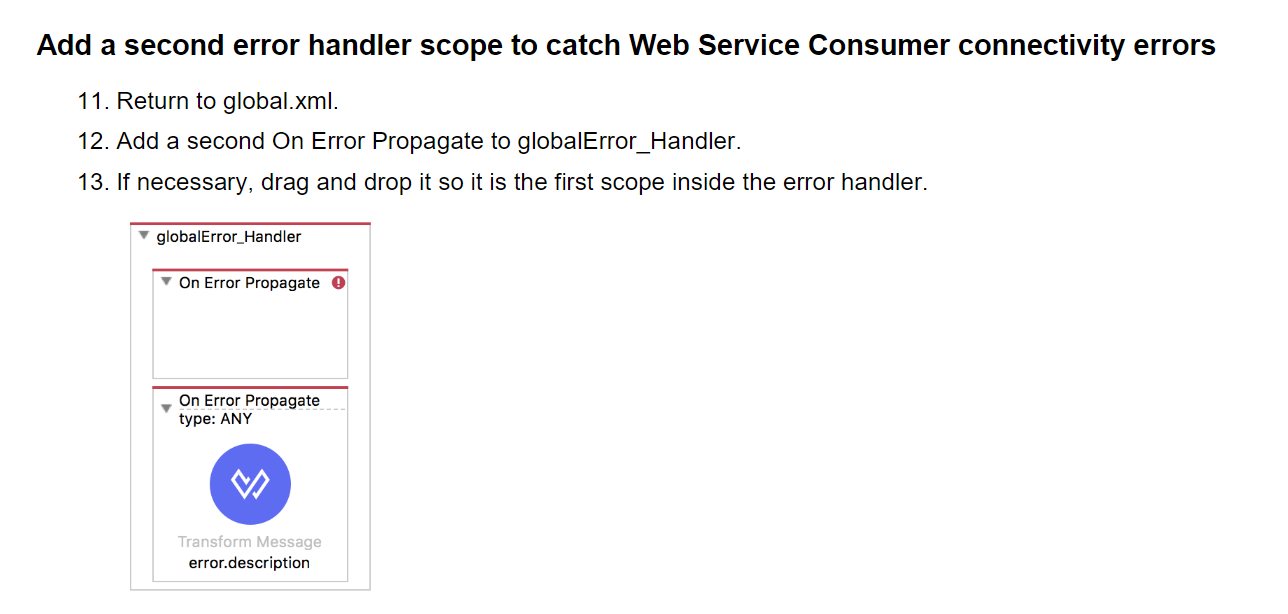 Add a second error handler scope to catch Web Service Consumer connectivity errors
11. Return to global.xml.
12. Add a second On Error Propagate to globalError_Handler.
13. If necessary, drag and drop it so it is the first scope inside the error handler.
globalError_Handler
On Error Propagate
On Error Propagate
type: ANY
Transform Message
error.description